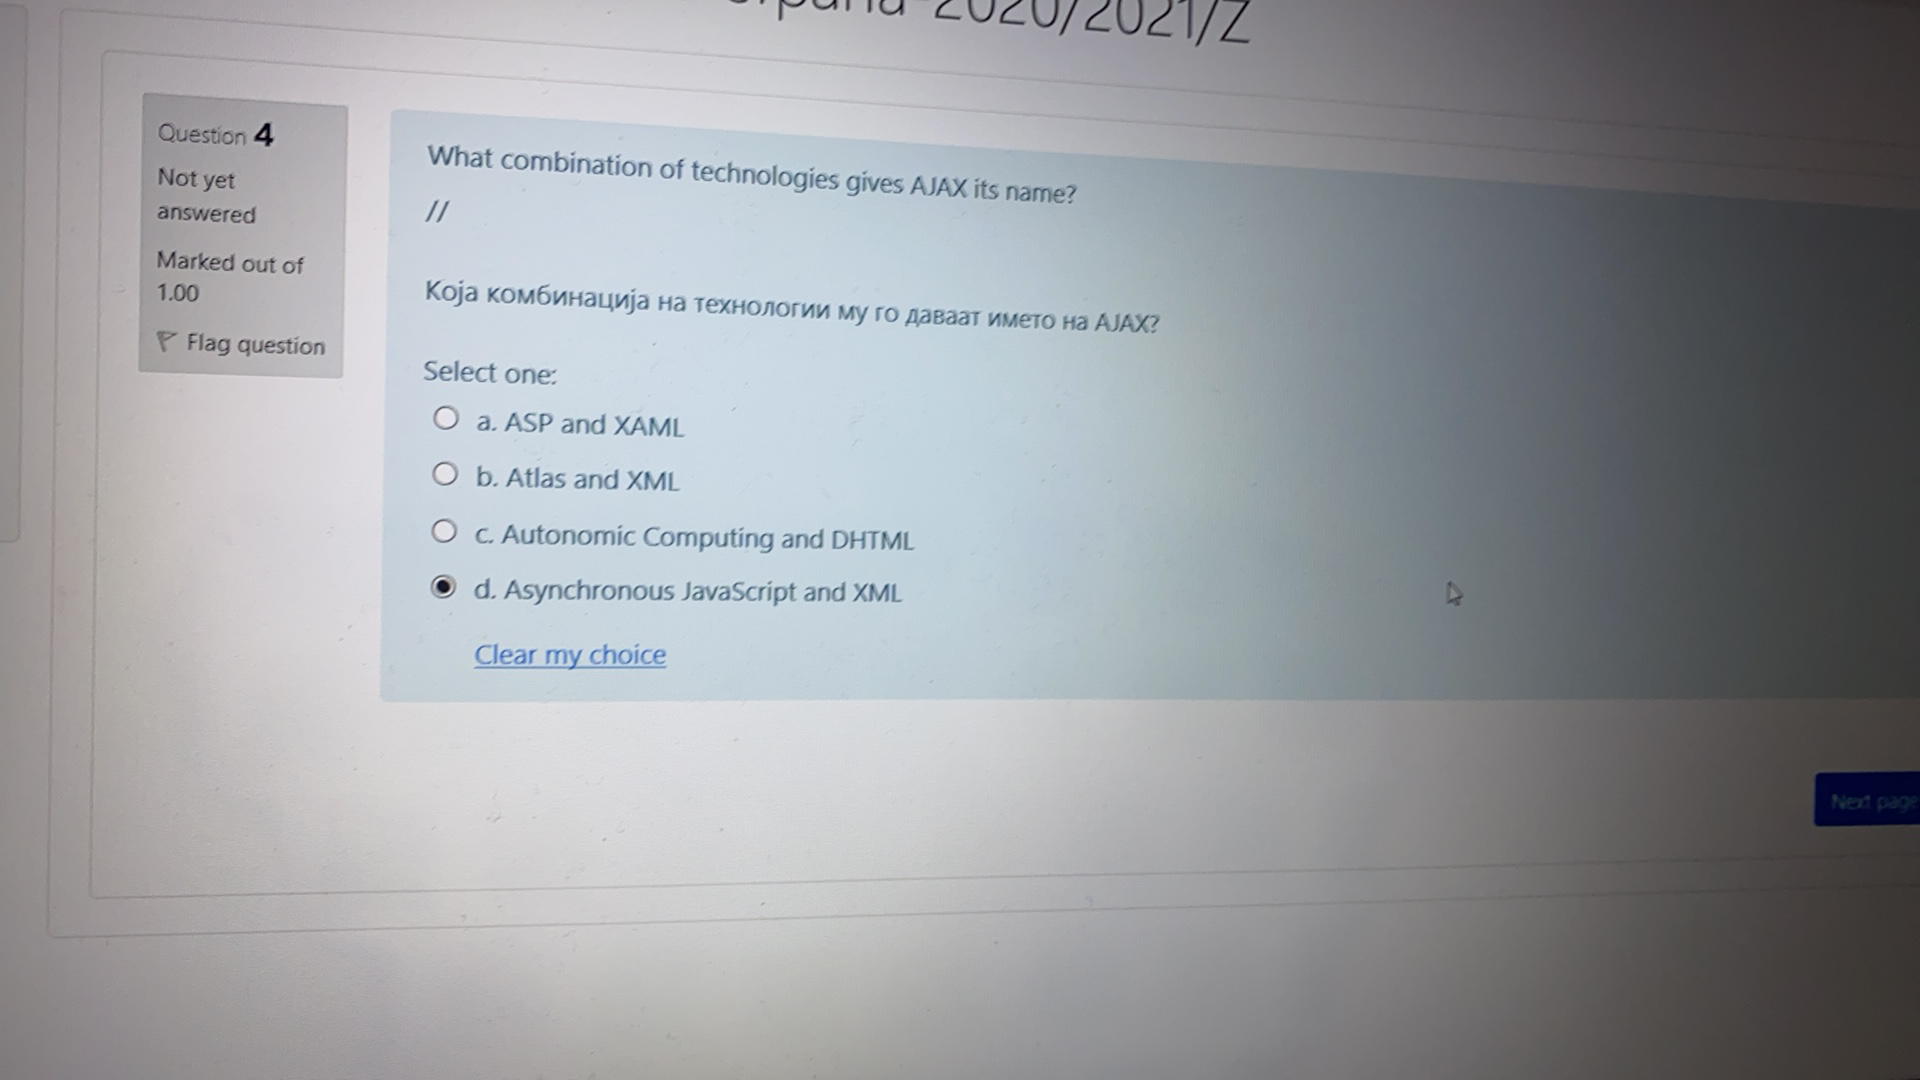 2020/2021/Z
Question 4
Not yet
answered
Marked out of
1.00
Flag question
What combination of technologies gives AJAX its name?
//
Која комбинација на технологии му го даваат името на AJAX?
Select one:
a. ASP and XAML
b. Atlas and XML
c. Autonomic Computing and DHTML
d. Asynchronous JavaScript and XML
Clear my choice
Next page